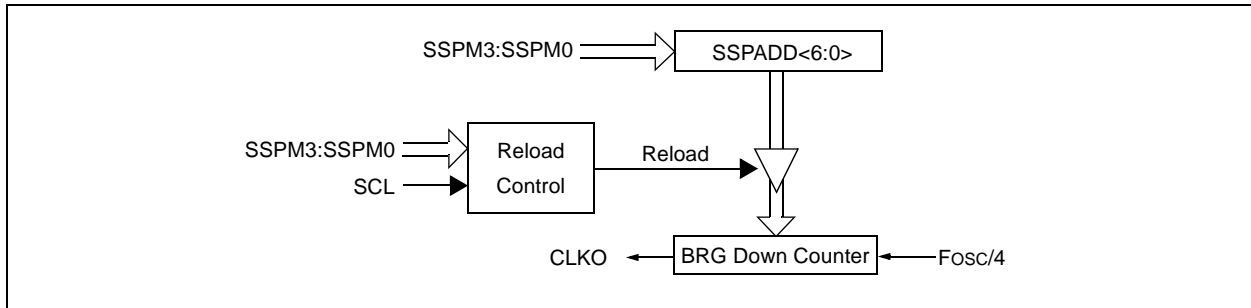 SSPM3:SSPM0
SSPADD<6:0>
SSPM3:SSPM0
SCL
Reload
Control
Reload
CLKO
BRG Down Counter
FOSC/4